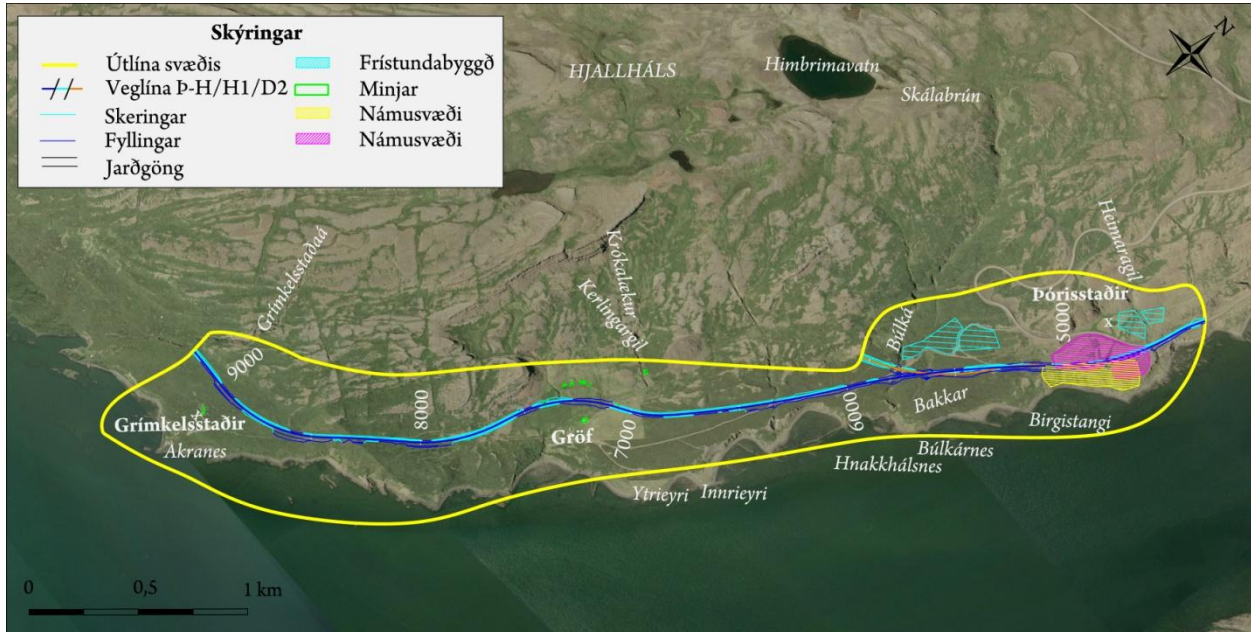 Skýringar
Útlína svæðis
Veglína Þ-H/H1/D2
Skeringar
Fyllingar
Jarðgöng
Frístundabyggð
Minjar
Námusvæði
Námusvæði
HJALLHÁLS
Himbrimavatn
Skálabrún
N
Grímkelsstaðaá
Krókalækur
Kerlingargil
Heimaragil
Þórisstaðir
x
5000
Búlká
9000
8000
7000
6000
Bakkar
Birgistangi
Búlkárnes
Hnakkhálsnes
Grímkelsstaðir
Akranes
Gröf
Ytrieyri
Innrieyri
0
0,5
1 km